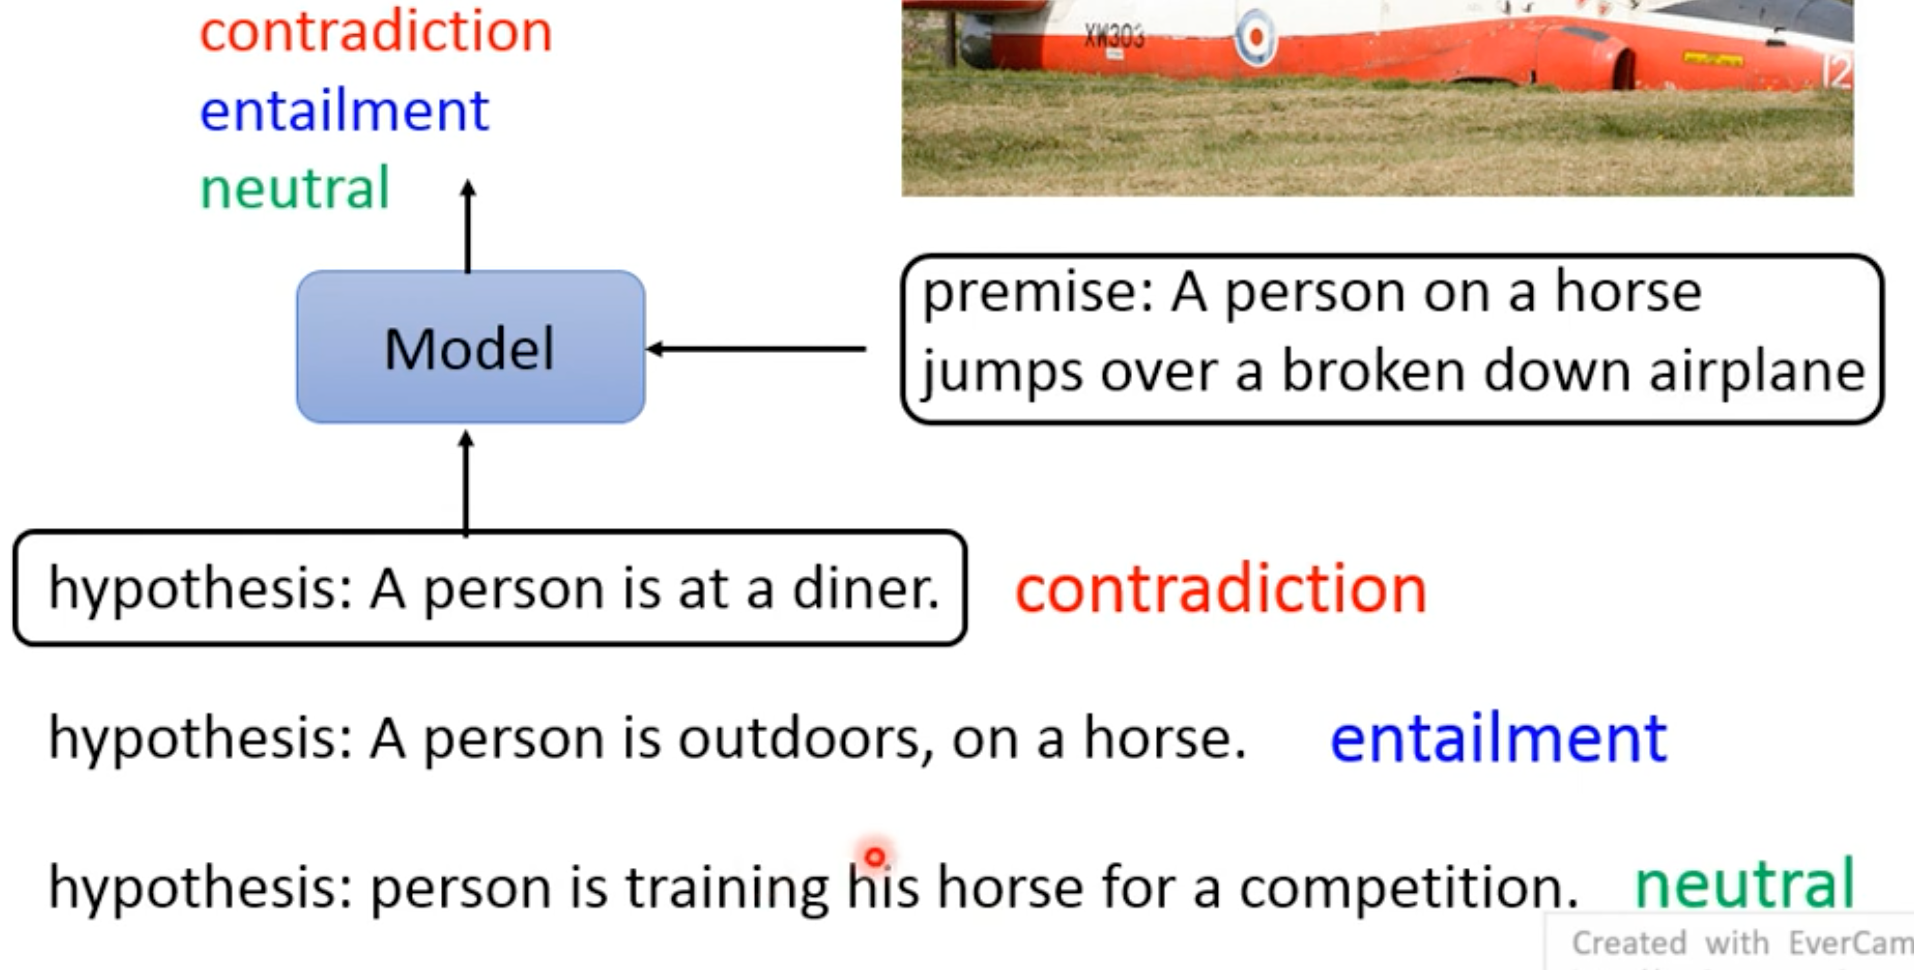 contradiction
entailment
neutral
XW303
12
Model
premise: A person on a horse
jumps over a broken down airplane
hypothesis: A person is at a diner.
contradiction
hypothesis: A person is outdoors, on a horse.
entailment
hypothesis: person is training his horse for a competition.
neutral
Created with EverCam